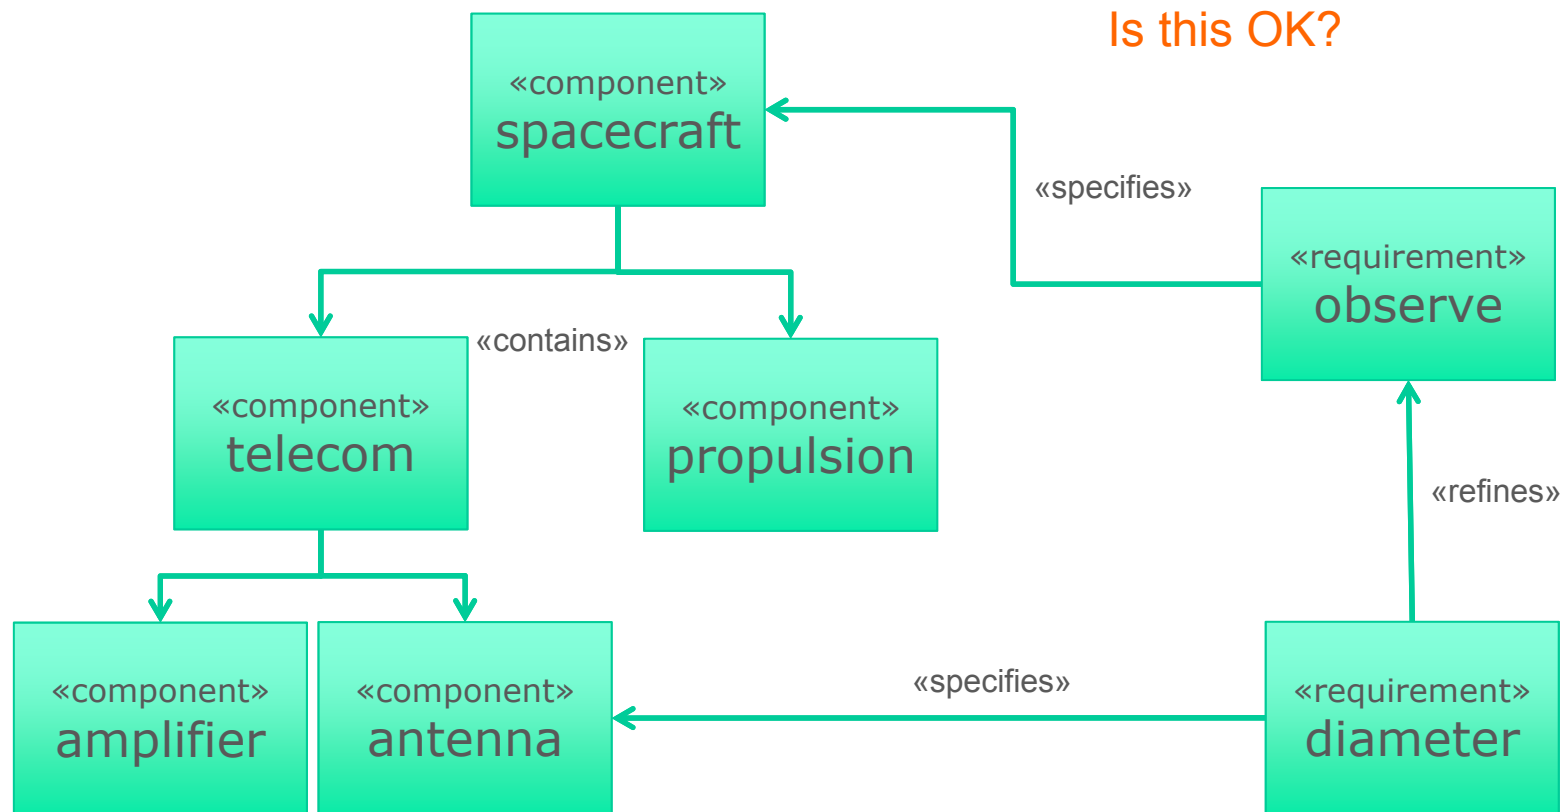 Is this OK?
«component»
spacecraft
«specifies»
«requirement»
observe
«contains»
«component»
telecom
«component»
propulsion
«refines»
«component»
amplifier
«component»
antenna
«specifies»
«requirement»
diameter